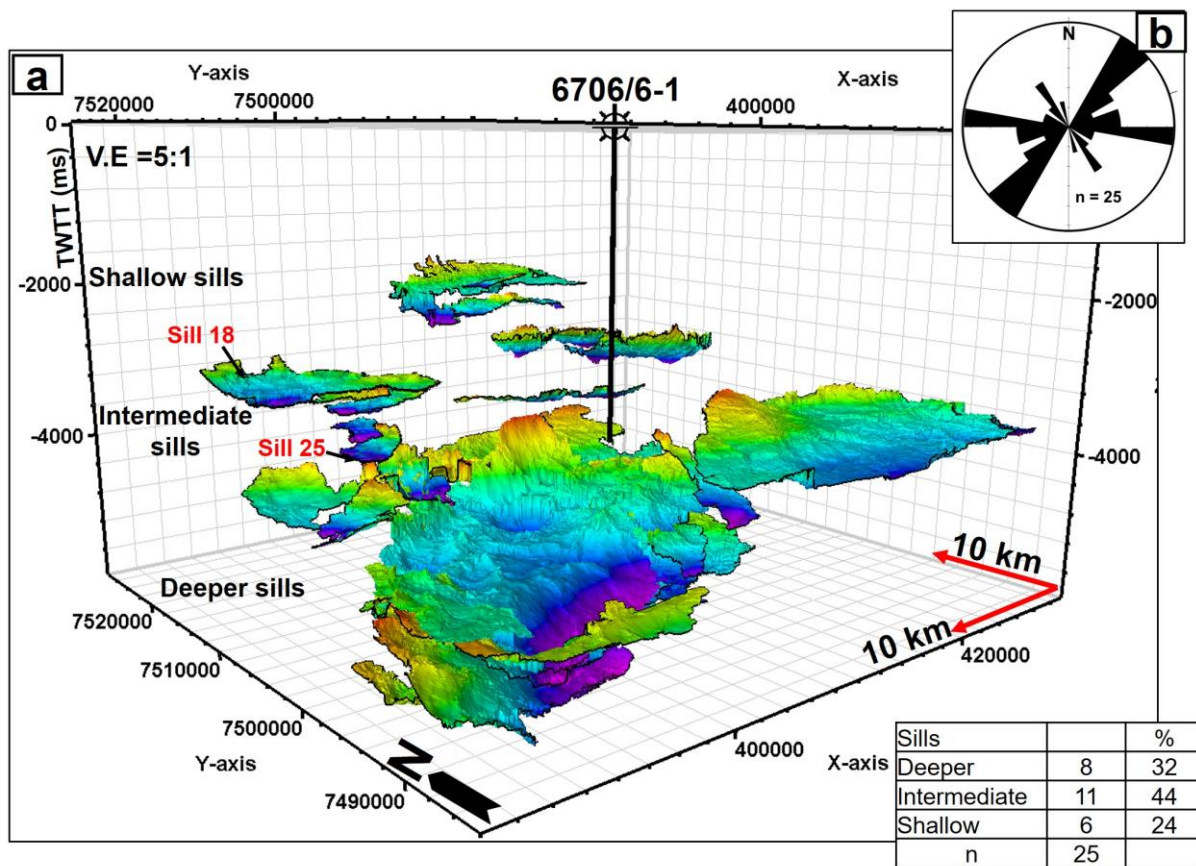 a
b
Y-axis
X-axis
6706/6-1
7520000
7500000
400000
N
n = 25
0
V.E =5:1
TWTT (ms)
Shallow sills
-2000
-2000
Sill 18
Intermediate
sills
-4000
Sill 25
-4000
Deeper sills
10 km
10 km
7520000
7510000
7500000
7490000
Y-axis
N
420000
400000
X-axis
Sills %
Deeper 8 32
Intermediate 11 44
Shallow 6 24
n 25